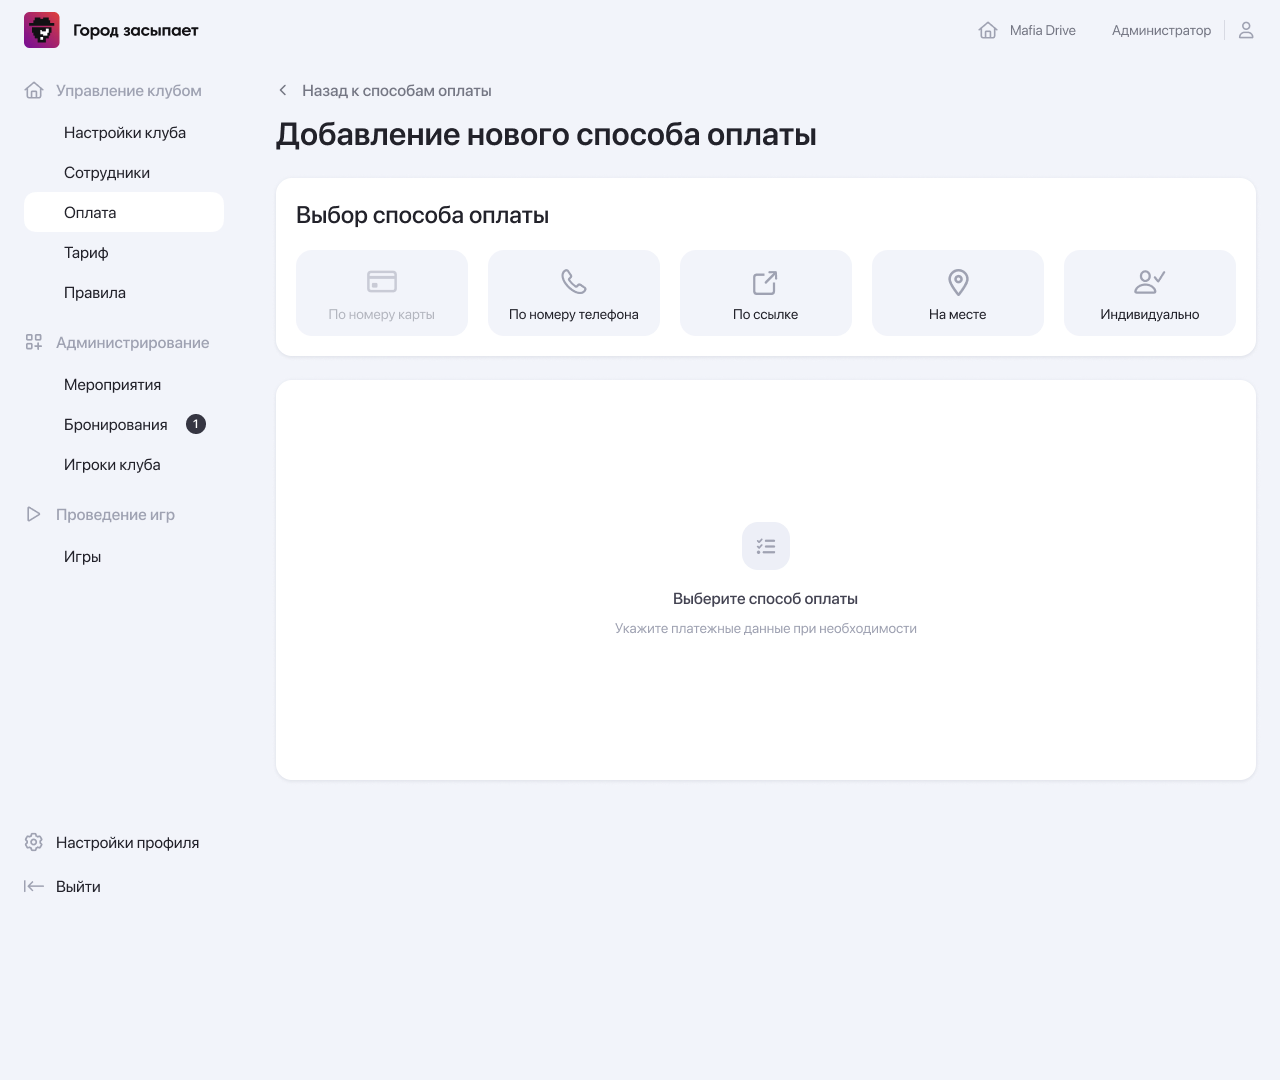 Город засыпает
Mafia Drive
Администратор
Управление клубом
Настройки клуба
Сотрудники
Оплата
Тариф
Правила
Администрирование
Мероприятия
Бронирования 1
Игроки клуба
Проведение игр
Игры
Настройки профиля
Выйти
Назад к способам оплаты
Добавление нового способа оплаты
Выбор способа оплаты
По номеру карты
По номеру телефона
По ссылке
На месте
Индивидуально
Выберите способ оплаты
Укажите платежные данные при необходимости